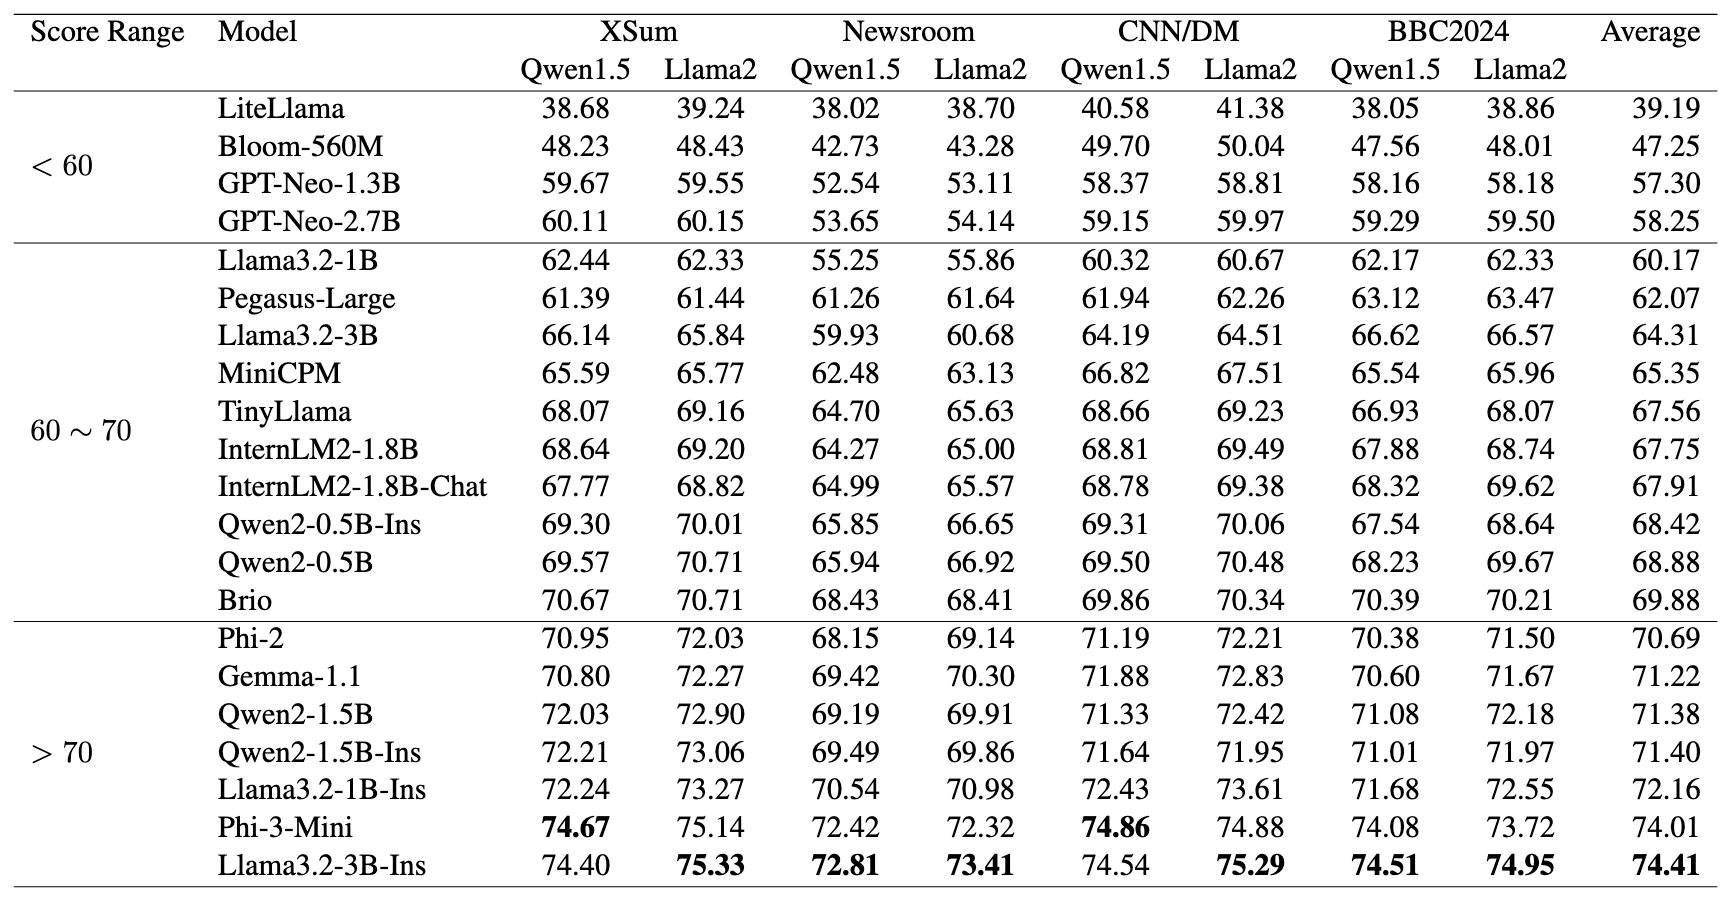 Score Range Model XSum Newsroom CNN/DM BBC2024 Average
Qwen1.5 Llama2 Qwen1.5 Llama2 Qwen1.5 Llama2 Qwen1.5 Llama2
LiteLlama 38.68 39.24 38.02 38.70 40.58 41.38 38.05 38.86 39.19
Bloom-560M 48.23 48.43 42.73 43.28 49.70 50.04 47.56 48.01 47.25
< 60
GPT-Neo-1.3B 59.67 59.55 52.54 53.11 58.37 58.81 58.16 58.18 57.30
GPT-Neo-2.7B 60.11 60.15 53.65 54.14 59.15 59.97 59.29 59.50 58.25
Llama3.2-1B 62.44 62.33 55.25 55.86 60.32 60.67 62.17 62.33 60.17
Pegasus-Large 61.39 61.44 61.26 61.64 61.94 62.26 63.12 63.47 62.07
Llama3.2-3B 66.14 65.84 59.93 60.68 64.19 64.51 66.62 66.57 64.31
MiniCPM 65.59 65.77 62.48 63.13 66.82 67.51 65.54 65.96 65.35
TinyLlama 68.07 69.16 64.70 65.63 68.66 69.23 66.93 68.07 67.56
60 ∼ 70
InternLM2-1.8B 68.64 69.20 64.27 65.00 68.81 69.49 67.88 68.74 67.75
InternLM2-1.8B-Chat 67.77 68.82 64.99 65.57 68.78 69.38 68.32 69.62 67.91
Qwen2-0.5B-Ins 69.30 70.01 65.85 66.65 69.31 70.06 67.54 68.64 68.42
Qwen2-0.5B 69.57 70.71 65.94 66.92 69.50 70.48 68.23 69.67 68.88
Brio 70.67 70.71 68.43 68.41 69.86 70.34 70.39 70.21 69.88
Phi-2 70.95 72.03 68.15 69.14 71.19 72.21 70.38 71.50 70.69
Gemma-1.1 70.80 72.27 69.42 70.30 71.88 72.83 70.60 71.67 71.22
Qwen2-1.5B 72.03 72.90 69.19 69.91 71.33 72.42 71.08 72.18 71.38
> 70 Qwen2-1.5B-Ins 72.21 73.06 69.49 69.86 71.64 71.95 71.01 71.97 71.40
Llama3.2-1B-Ins 72.24 73.27 70.54 70.98 72.43 73.61 71.68 72.55 72.16
Phi-3-Mini 74.67 75.14 72.42 72.32 74.86 74.88 74.08 73.72 74.01
Llama3.2-3B-Ins 74.40 75.33 72.81 73.41 74.54 75.29 74.51 74.95 74.41